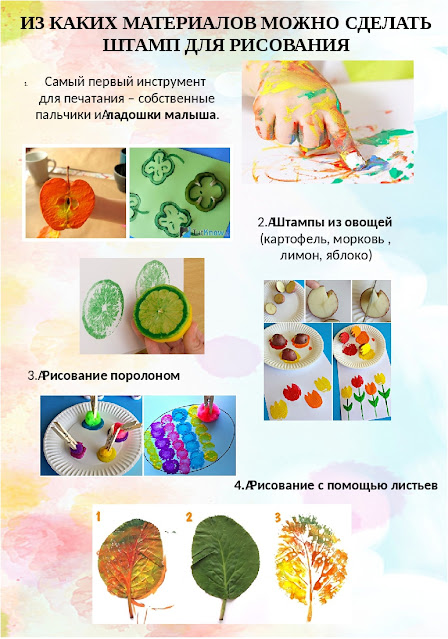 ИЗ КАКИХ МАТЕРИАЛОВ МОЖНО СДЕЛАТЬ
ШТАМП ДЛЯ РИСОВАНИЯ
1. Самый первый инструмент
для печатания – собственные
пальчики и ладошки малыша.
2. Штампы из овощей
(картофель, морковь ,
лимон, яблоко)
3. Рисование поролоном
4. Рисование с помощью листьев
1 2 3